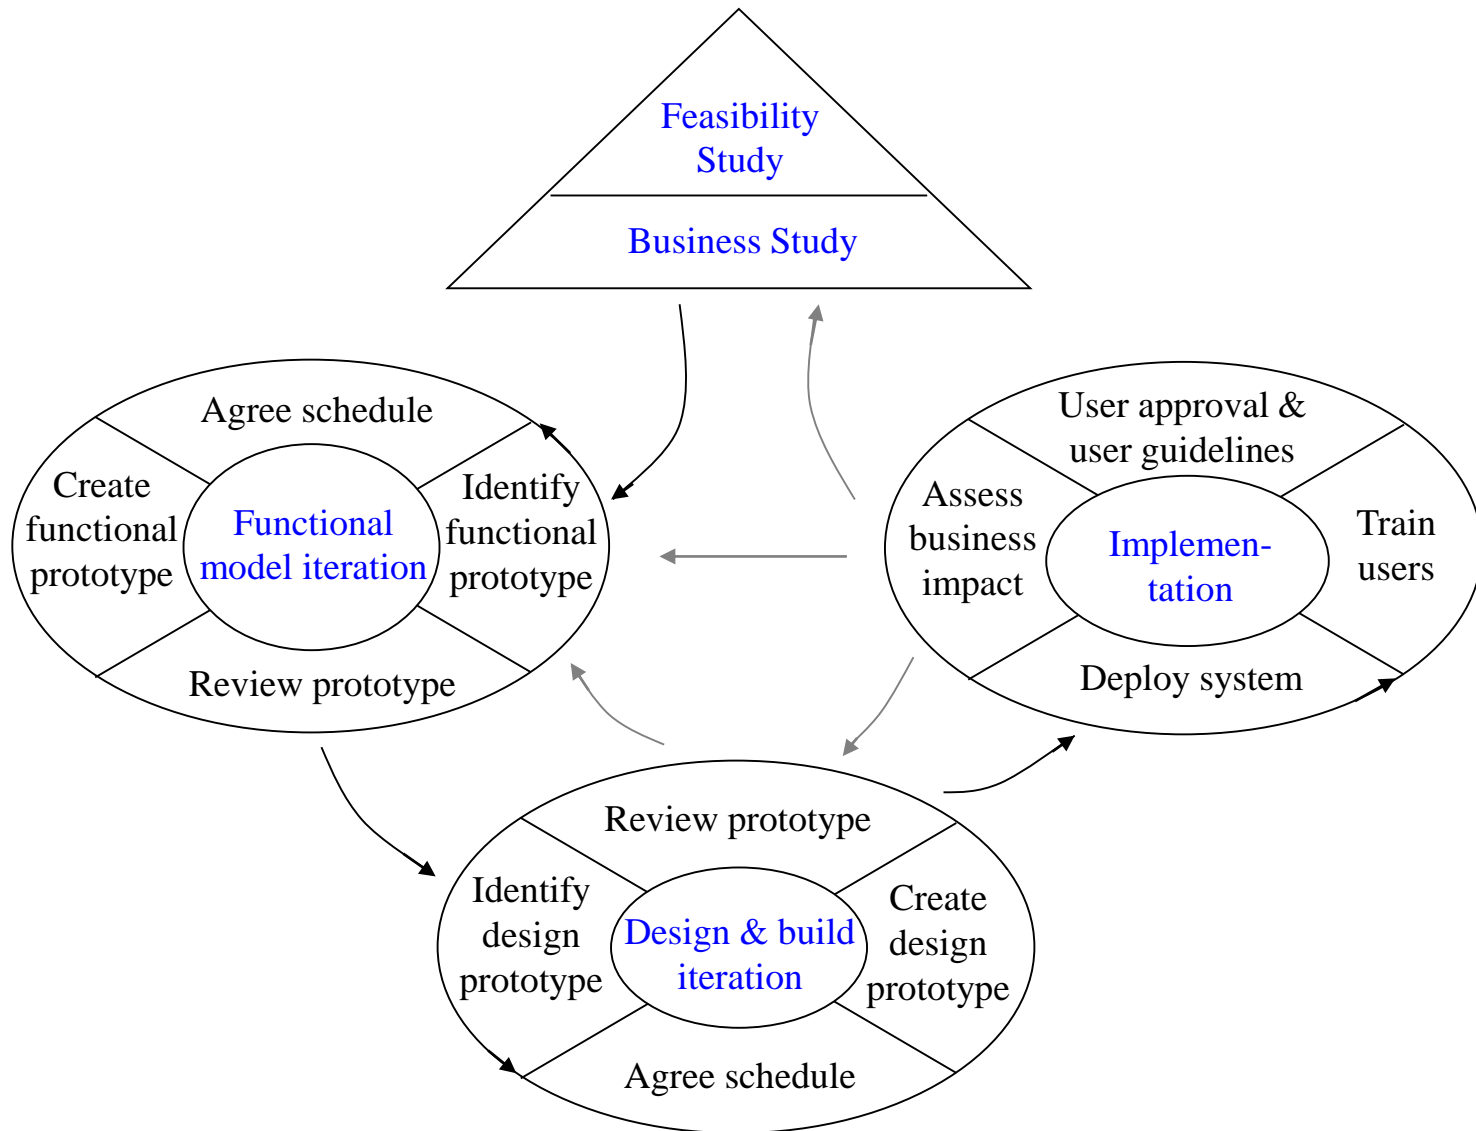 Feasibility
Study
Business Study
Agree schedule
Create
functional
prototype
Functional
model iteration
Identify
functional
prototype
Review prototype
User approval &
user guidelines
Assess
business
impact
Implemen-
tation
Train
users
Deploy system
Review prototype
Identify
design
prototype
Design & build
iteration
Create
design
prototype
Agree schedule